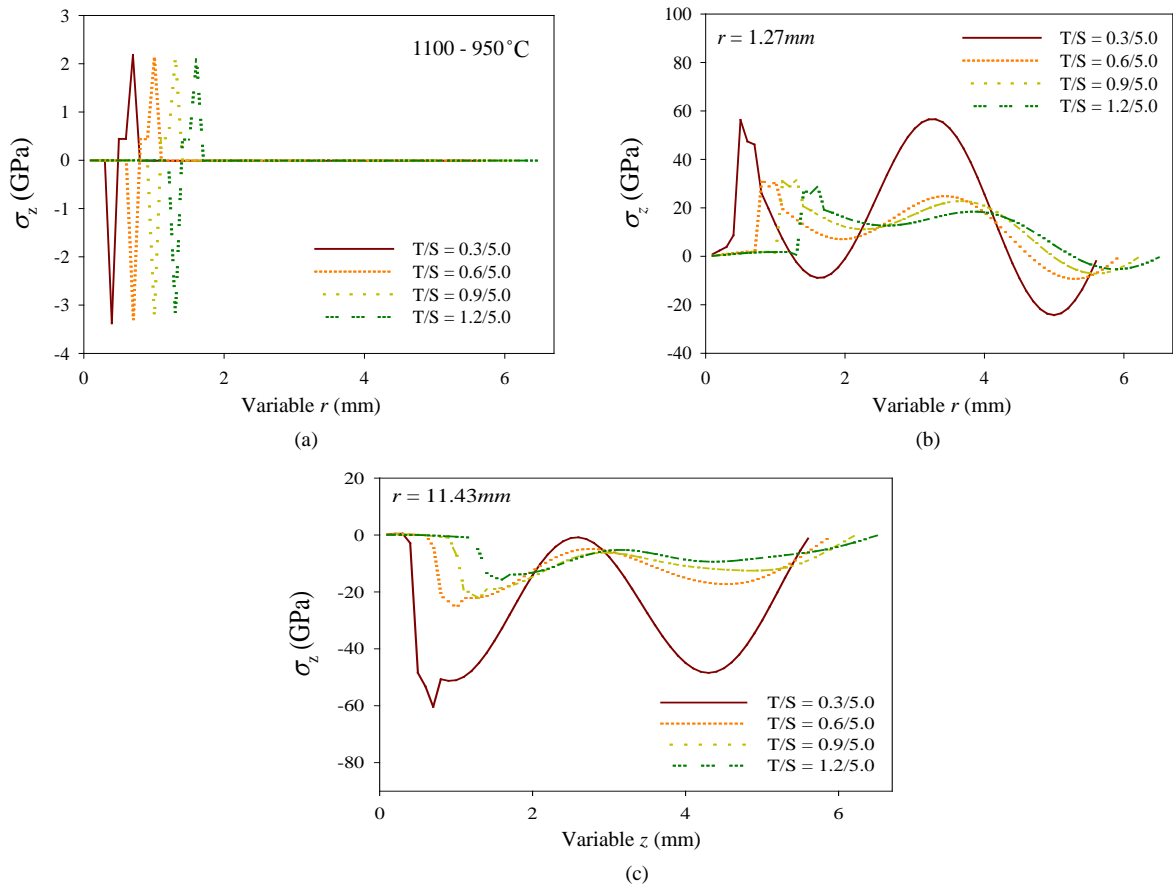 3
2
1
0
-1
-2
-3
-4
σz (GPa)
1100 - 950°C
T/S = 0.3/5.0
T/S = 0.6/5.0
T/S = 0.9/5.0
T/S = 1.2/5.0
0 2 4 6
Variable r (mm)
(a)
100
80
60
40
20
0
-20
-40
σz (GPa)
r = 1.27mm
T/S = 0.3/5.0
T/S = 0.6/5.0
T/S = 0.9/5.0
T/S = 1.2/5.0
0 2 4 6
Variable r (mm)
(b)
20
0
-20
-40
-60
-80
σz (GPa)
r = 11.43mm
T/S = 0.3/5.0
T/S = 0.6/5.0
T/S = 0.9/5.0
T/S = 1.2/5.0
0 2 4 6
Variable z (mm)
(c)